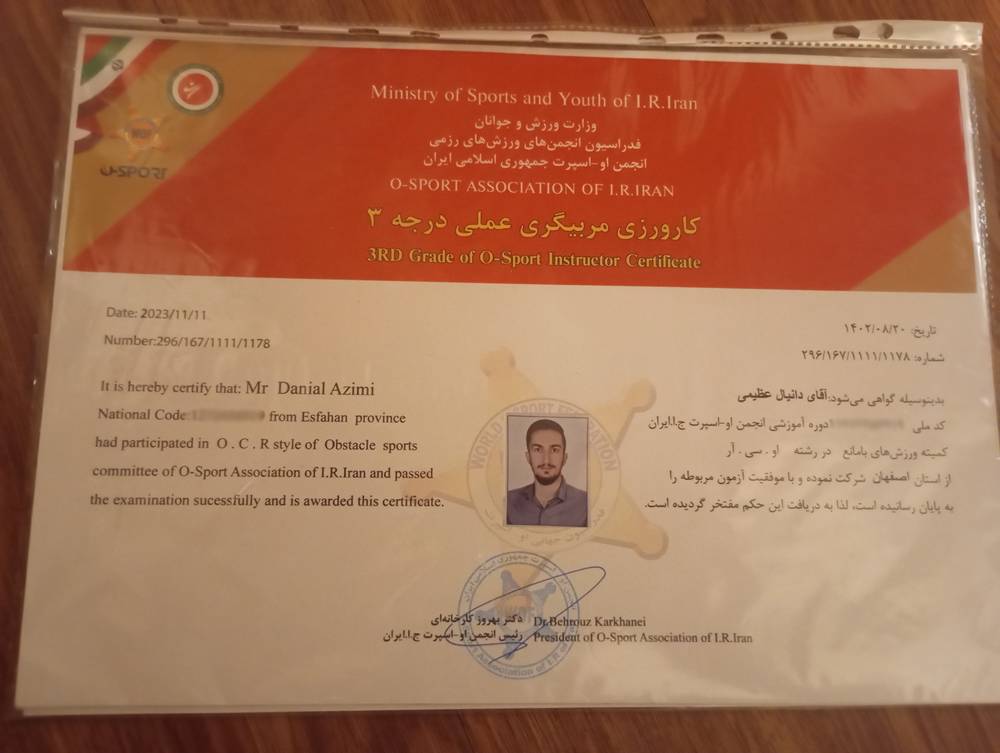 Ministry of Sports and Youth of I.R.Iran
وزارت ورزش و جوانان
فدراسیون انجمن‌های ورزش‌های رزمی
انجمن او-اسپرت جمهوری اسلامی ایران
O-SPORT ASSOCIATION OF I.R.IRAN
O-SPORT
کارورزی مربیگری عملی درجه ۳
3RD Grade of O-Sport Instructor Certificate
Date: 2023/11/11
Number:296/167/1111/1178
It is hereby certify that: Mr Danial Azimi
National Code from Esfahan province
had participated in O . C . R style of Obstacle sports
committee of O-Sport Association of I.R.Iran and passed
the examination sucessfully and is awarded this certificate.
تاریخ: ۱۴۰۲/۰۸/۲۰
شماره: ۲۹۶/۱۶۷/۱۱۱۱/۱۱۷۸
بدینوسیله گواهی می‌شود:آقای دانیال عظیمی
کد ملی دوره آموزشی انجمن او-اسپرت ج.ا.ایران
کمیته ورزش‌های بامانع در رشته او . سی . آر
از استان اصفهان شرکت نموده و با موفقیت آزمون مربوطه را
به پایان رسانیده است، لذا به دریافت این حکم مفتخر گردیده است.
دکتر بهروز کارخانه‌ای
رئیس انجمن او-اسپرت ج.ا.ایران
Dr.Behrouz Karkhanei
President of O-Sport Association of I.R.Iran